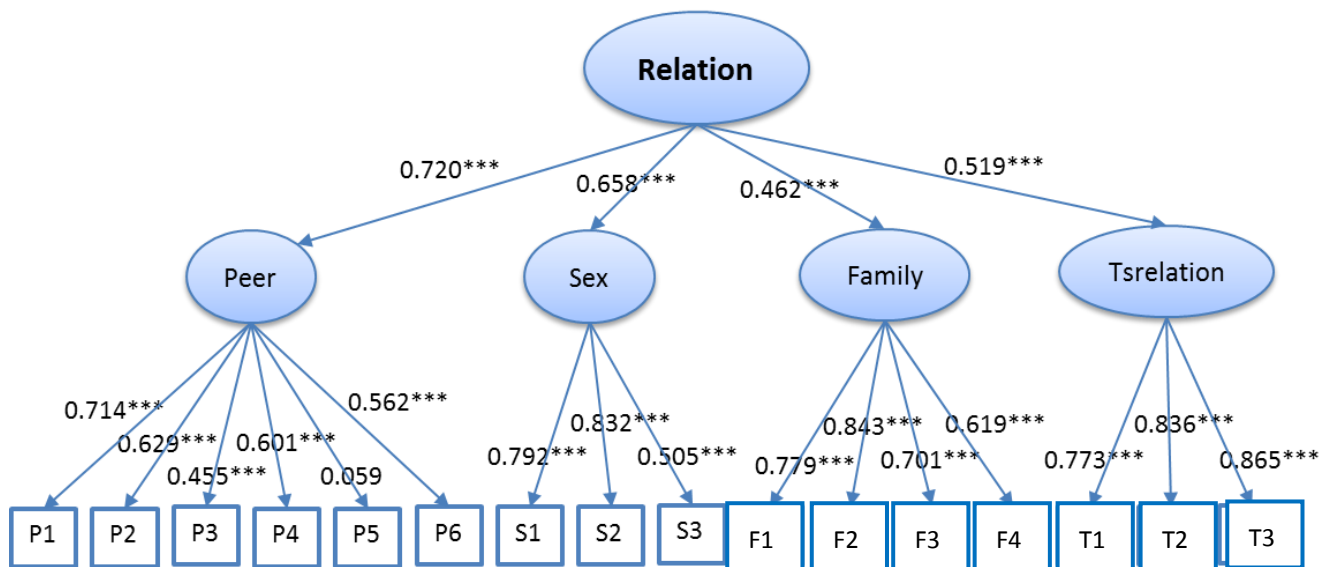 Relation
0.720***
0.658***
0.462***
0.519***
Peer
Sex
Family
Tsrelation
0.714***
0.629***
0.455***
0.601***
0.059
0.562***
0.792***
0.832***
0.505***
0.779***
0.843***
0.701***
0.619***
0.773***
0.836***
0.865***
P1
P2
P3
P4
P5
P6
S1
S2
S3
F1
F2
F3
F4
T1
T2
T3